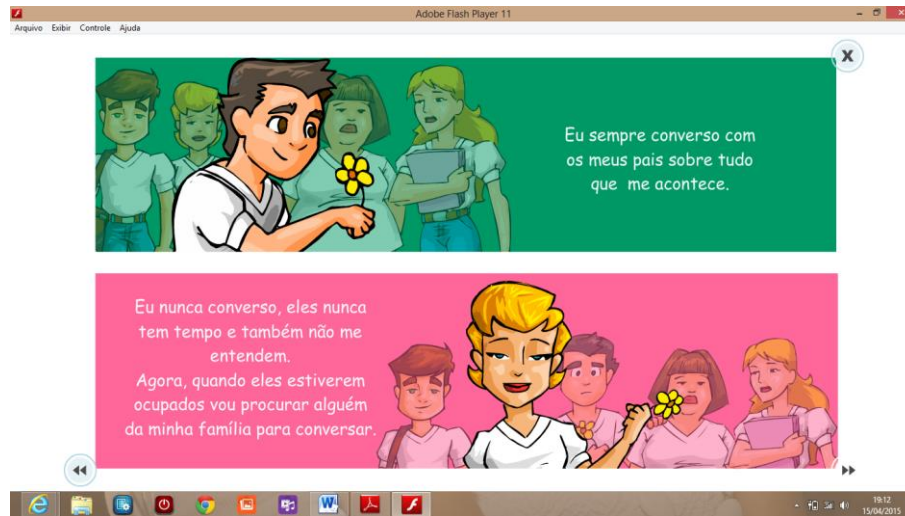 Adobe Flash Player 11
Arquivo Exibir Controle Ajuda
X
Eu sempre converso com
os meus pais sobre tudo
que me acontece.
Eu nunca converso, eles nunca
tem tempo e também não me
entendem.
Agora, quando eles estiverem
ocupados vou procurar alguém
da minha família para conversar.
19:12
15/04/2015